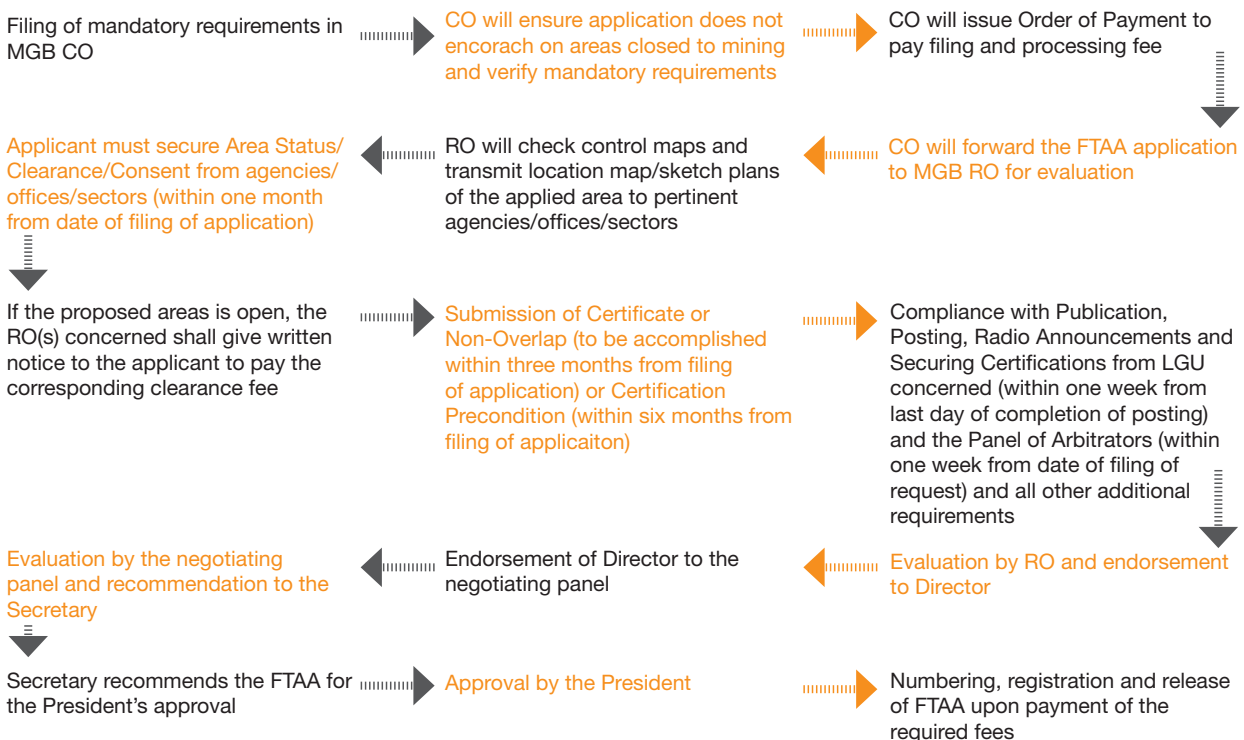 Filing of mandatory requirements in
MGB CO
CO will ensure application does not
encorach on areas closed to mining
and verify mandatory requirements
CO will issue Order of Payment to
pay filing and processing fee
CO will forward the FTAA application
to MGB RO for evaluation
RO will check control maps and
transmit location map/sketch plans
of the applied area to pertinent
agencies/offices/sectors
Applicant must secure Area Status/
Clearance/Consent from agencies/
offices/sectors (within one month
from date of filing of application)
If the proposed areas is open, the
RO(s) concerned shall give written
notice to the applicant to pay the
corresponding clearance fee
Submission of Certificate or
Non-Overlap (to be accomplished
within three months from filing
of application) or Certification
Precondition (within six months from
filing of applicaiton)
Compliance with Publication,
Posting, Radio Announcements and
Securing Certifications from LGU
concerned (within one week from
last day of completion of posting)
and the Panel of Arbitrators (within
one week from date of filing of
request) and all other additional
requirements
Evaluation by RO and endorsement
to Director
Endorsement of Director to the
negotiating panel
Evaluation by the negotiating
panel and recommendation to the
Secretary
Secretary recommends the FTAA for
the President's approval
Approval by the President
Numbering, registration and release
of FTAA upon payment of the
required fees